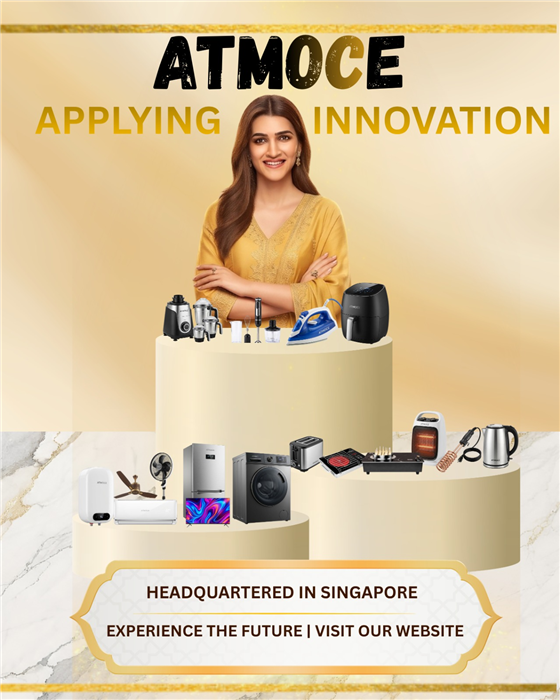 ATMOCE
APPLYING INNOVATION
HEADQUARTERED IN SINGAPORE
EXPERIENCE THE FUTURE | VISIT OUR WEBSITE